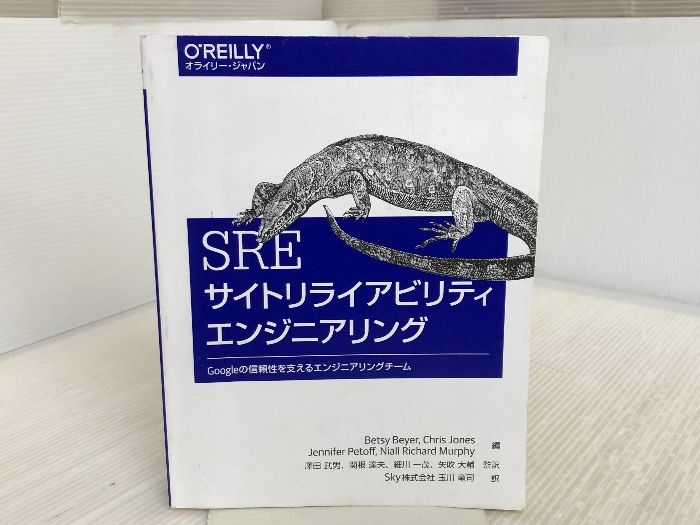 O'REILLY®
オライリー・ジャパン
SRE
サイトリライアビリティ
エンジニアリング
Googleの信頼性を支えるエンジニアリングチーム
Betsy Beyer, Chris Jones
Jennifer Petoff, Niall Richard Murphy 編
澤田 武男、関根 達夫、細川 一茂、矢吹 大輔 監訳
Sky株式会社 玉川 竜司 訳